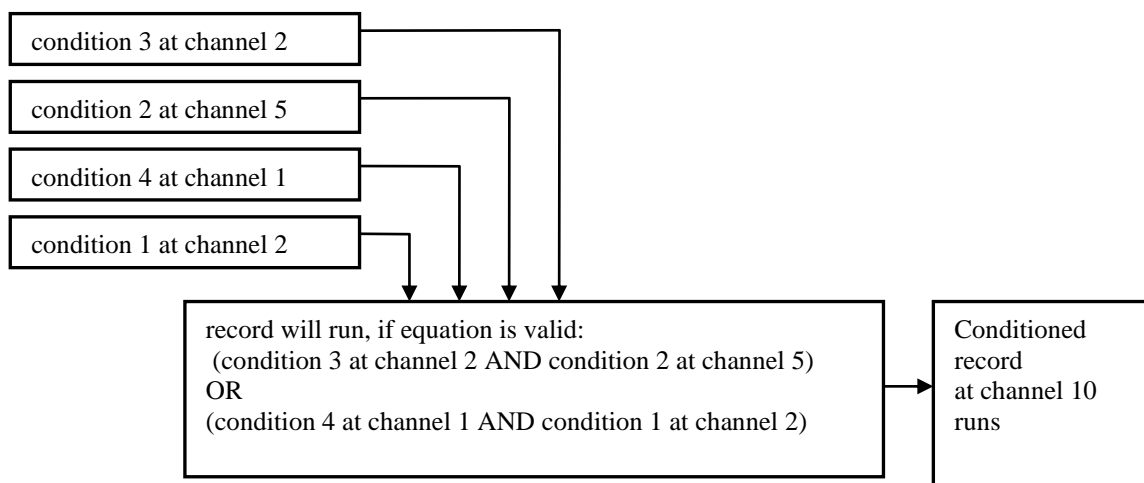 condition 3 at channel 2
condition 2 at channel 5
condition 4 at channel 1
condition 1 at channel 2
record will run, if equation is valid:
(condition 3 at channel 2 AND condition 2 at channel 5)
OR
(condition 4 at channel 1 AND condition 1 at channel 2)
Conditioned
record
at channel 10
runs